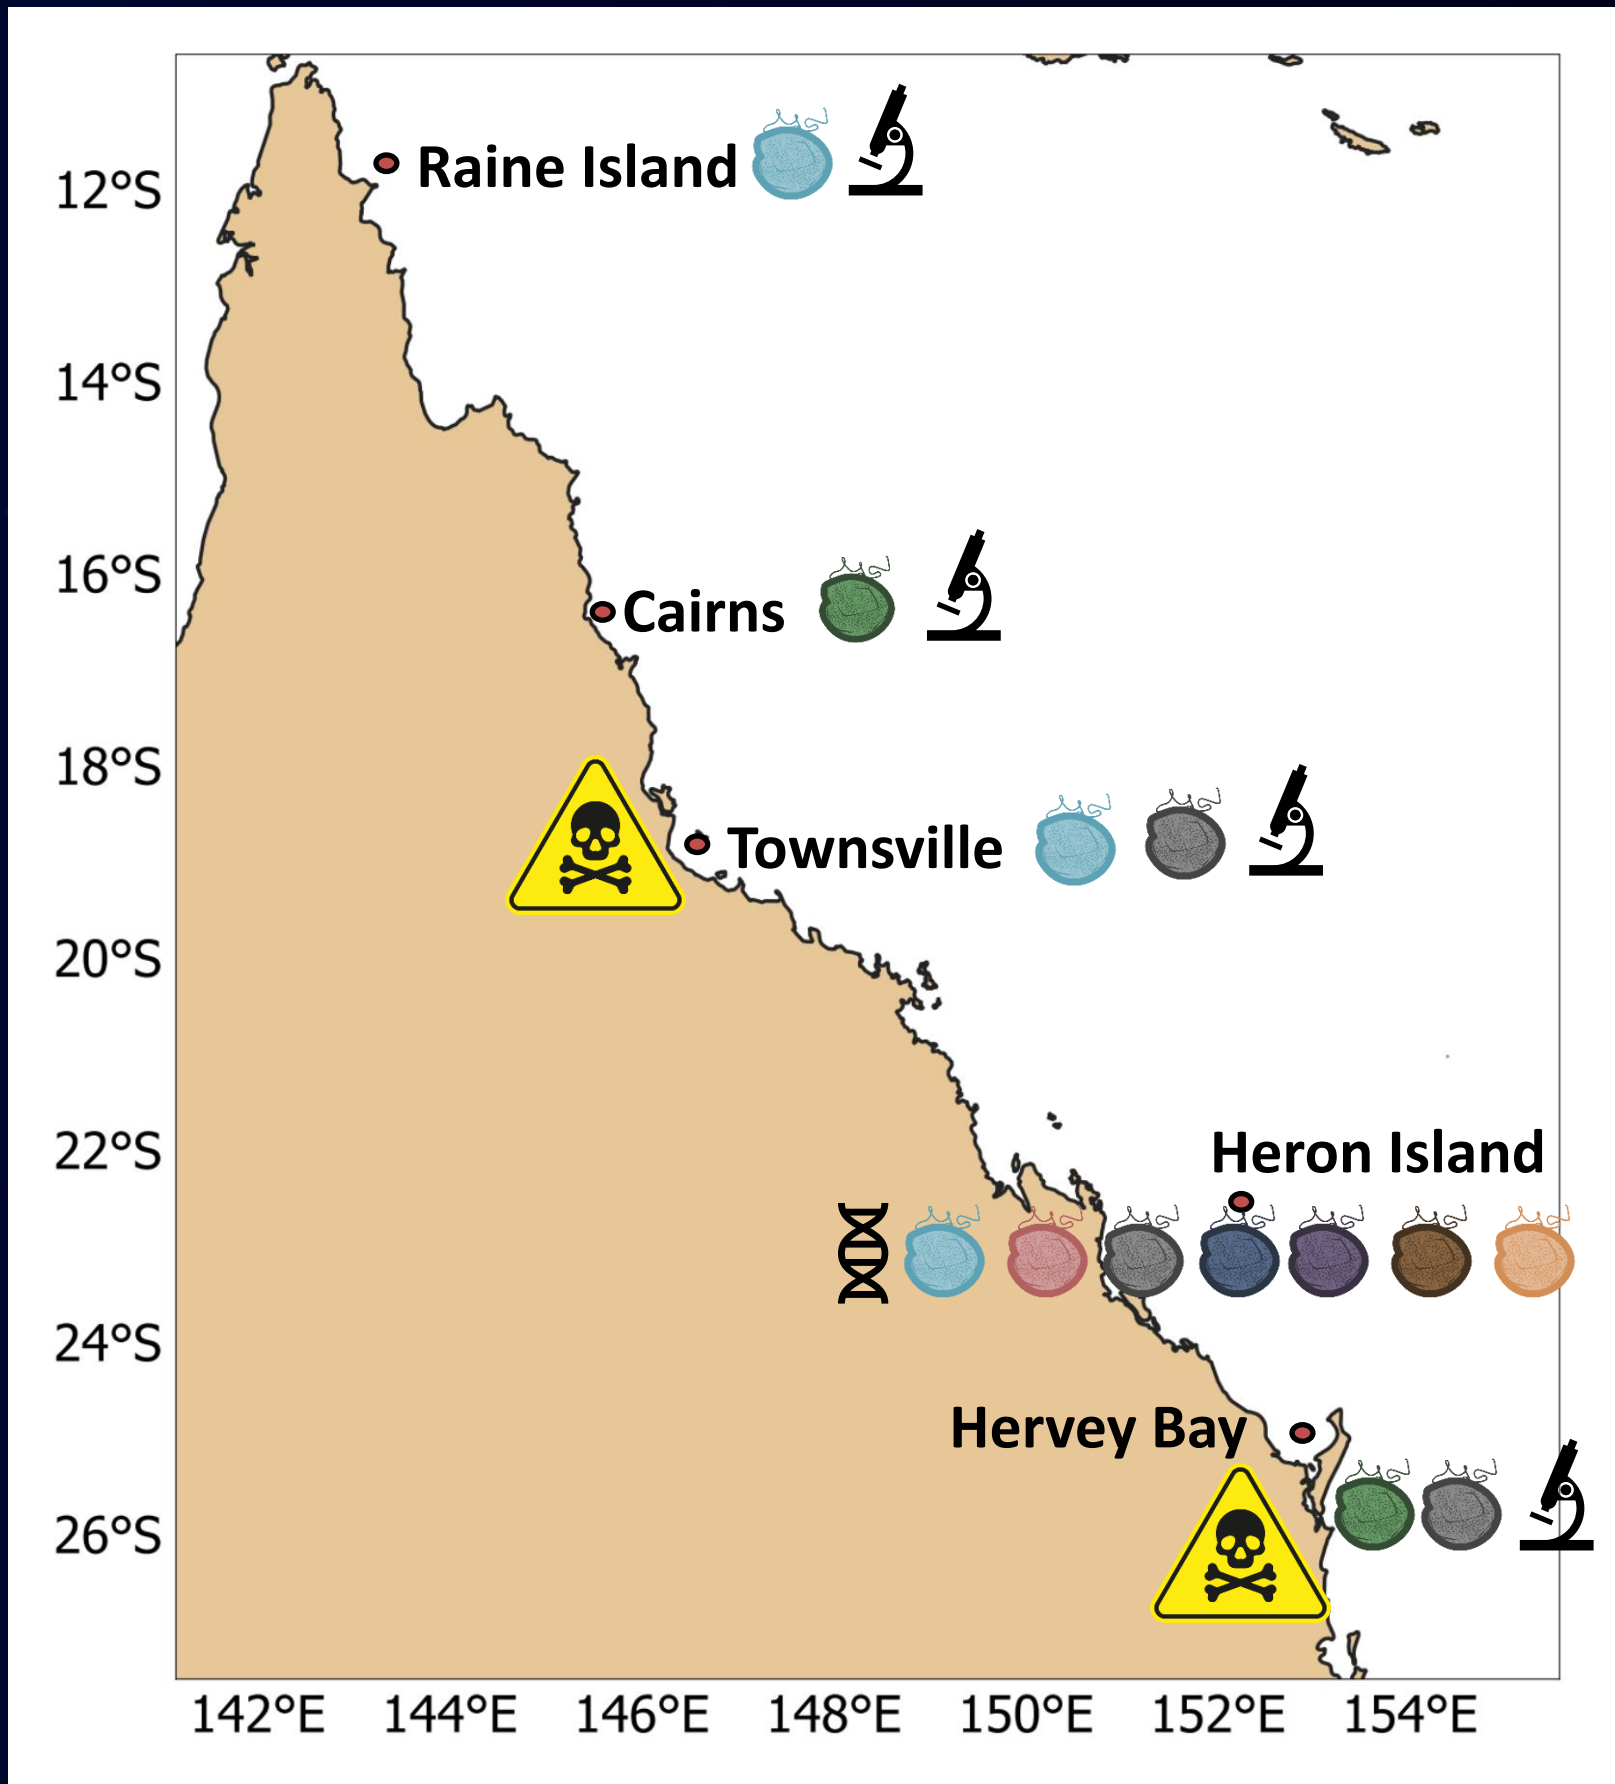 Raine Island
12°S
14°S
16°S
Cairns
18°S
Townsville
20°S
22°S
Heron Island
24°S
Hervey Bay
26°S
142°E 144°E 146°E 148°E 150°E 152°E 154°E